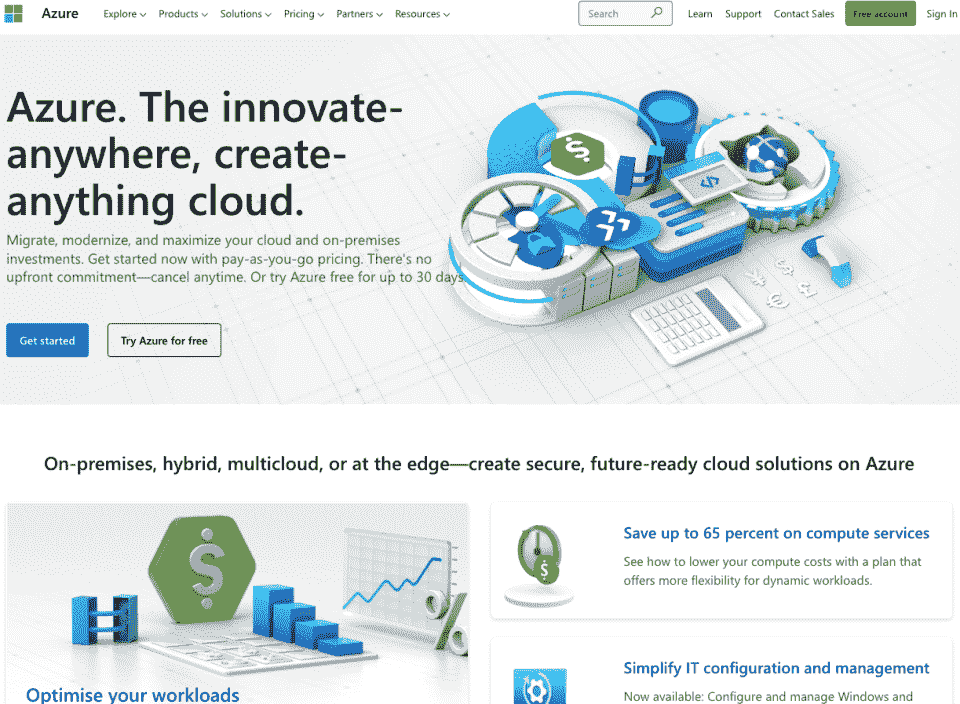 Azure
Explore
Products
Solutions
Pricing
Partners
Resources
Search
Learn
Support
Contact Sales
Free account
Sign In
Azure. The innovate-
anywhere, create-
anything cloud.
Migrate, modernize, and maximize your cloud and on-premises
investments. Get started now with pay-as-you-go pricing. There's no
upfront commitment—cancel anytime. Or try Azure free for up to 30 days
Get started
Try Azure for free
On-premises, hybrid, multicloud, or at the edge—create secure, future-ready cloud solutions on Azure
Optimise your workloads
Save up to 65 percent on compute services
See how to lower your compute costs with a plan that
offers more flexibility for dynamic workloads.
Simplify IT configuration and management
Now available: Configure and manage Windows and